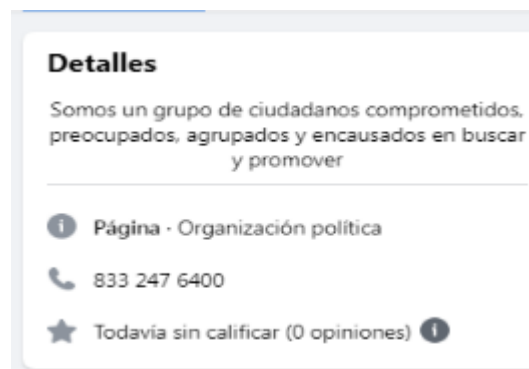 Detalles
Somos un grupo de ciudadanos comprometidos,
preocupados, agrupados y encausados en buscar
y promover
Página · Organización política
833 247 6400
Todavía sin calificar (0 opiniones)